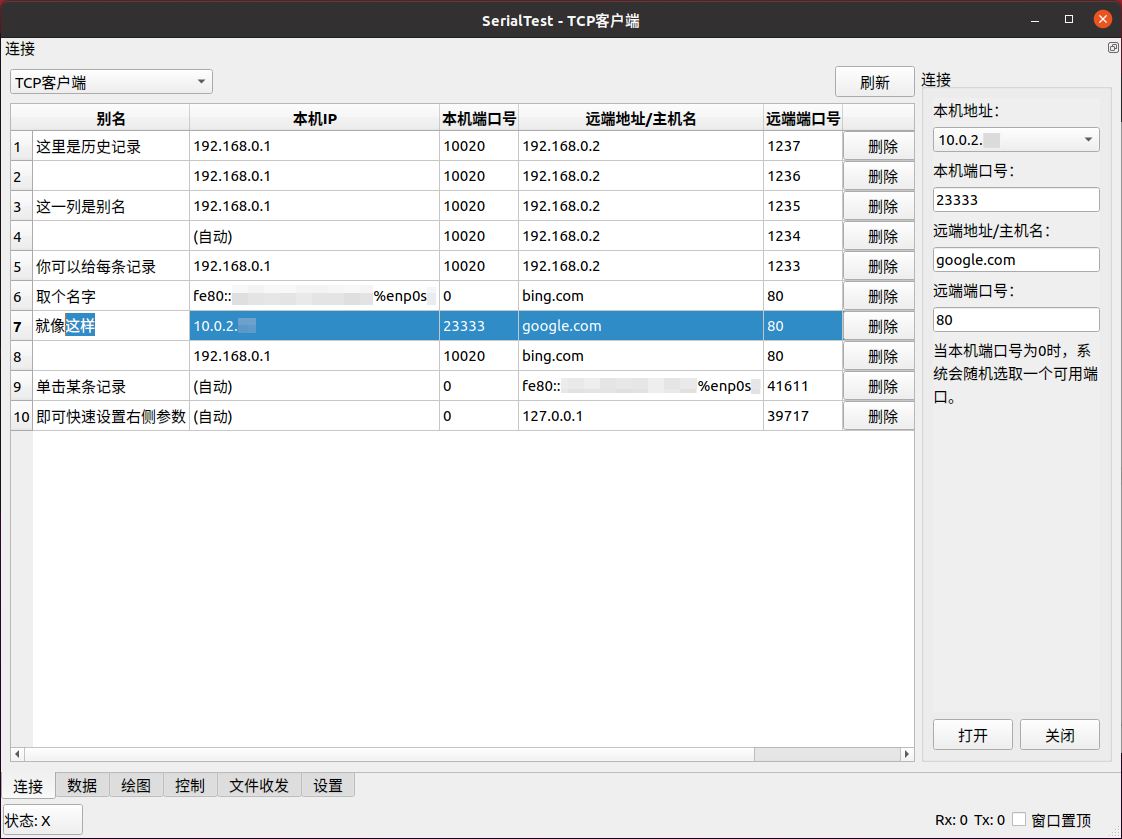 SerialTest - TCP客户端
连接
TCP客户端
刷新
别名 本机IP 本机端口号 远端地址/主机名 远端端口号
1 这里是历史记录 192.168.0.1 10020 192.168.0.2 1237 删除
2 192.168.0.1 10020 192.168.0.2 1236 删除
3 这一列是别名 192.168.0.1 10020 192.168.0.2 1235 删除
4 (自动) 10020 192.168.0.2 1234 删除
5 你可以给每条记录 192.168.0.1 10020 192.168.0.2 1233 删除
6 取个名字 fe80:: %enp0s 0 bing.com 80 删除
7 就像这样 10.0.2. 23333 google.com 80 删除
8 192.168.0.1 10020 bing.com 80 删除
9 单击某条记录 (自动) 0 fe80:: %enp0s 41611 删除
10 即可快速设置右侧参数 (自动) 0 127.0.0.1 39717 删除
连接
本机地址：
10.0.2.
本机端口号：
23333
远端地址/主机名：
google.com
远端端口号：
80
当本机端口号为0时，系
统会随机选取一个可用端
口。
打开 关闭
连接 数据 绘图 控制 文件收发 设置
状态: X
Rx: 0 Tx: 0 窗口置顶